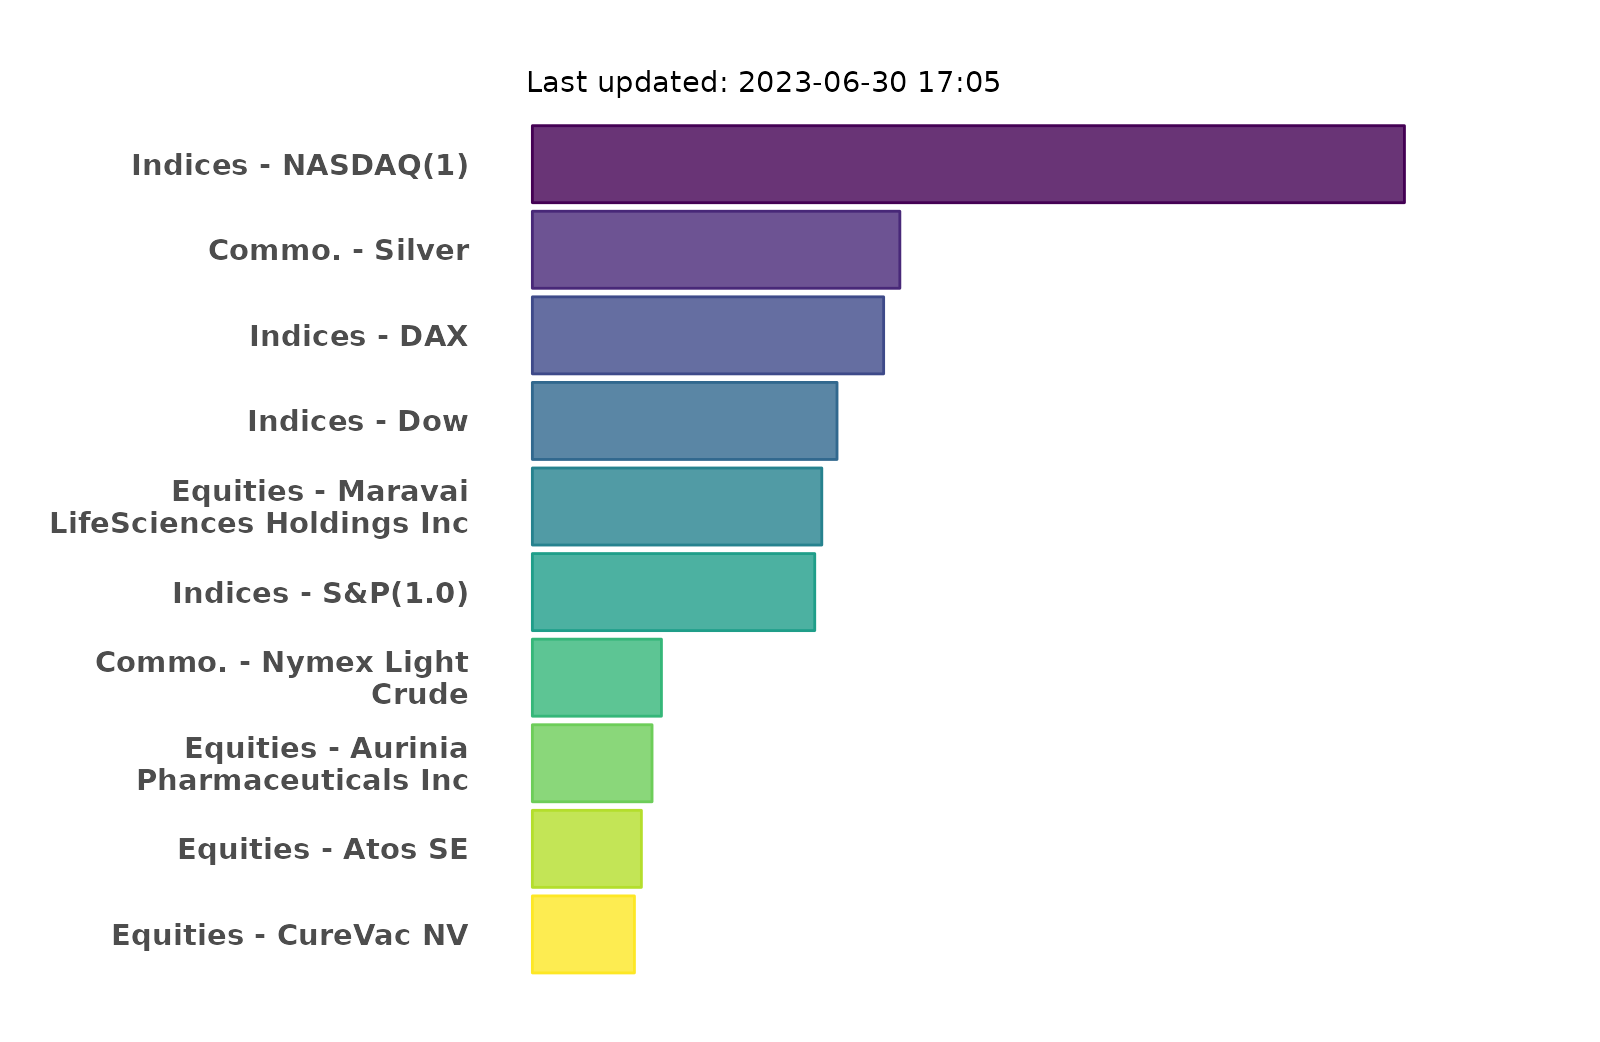 Last updated: 2023-06-30 17:05
Indices - NASDAQ(1)
Commo. - Silver
Indices - DAX
Indices - Dow
Equities - Maravai
LifeSciences Holdings Inc
Indices - S&P(1.0)
Commo. - Nymex Light
Crude
Equities - Aurinia
Pharmaceuticals Inc
Equities - Atos SE
Equities - CureVac NV